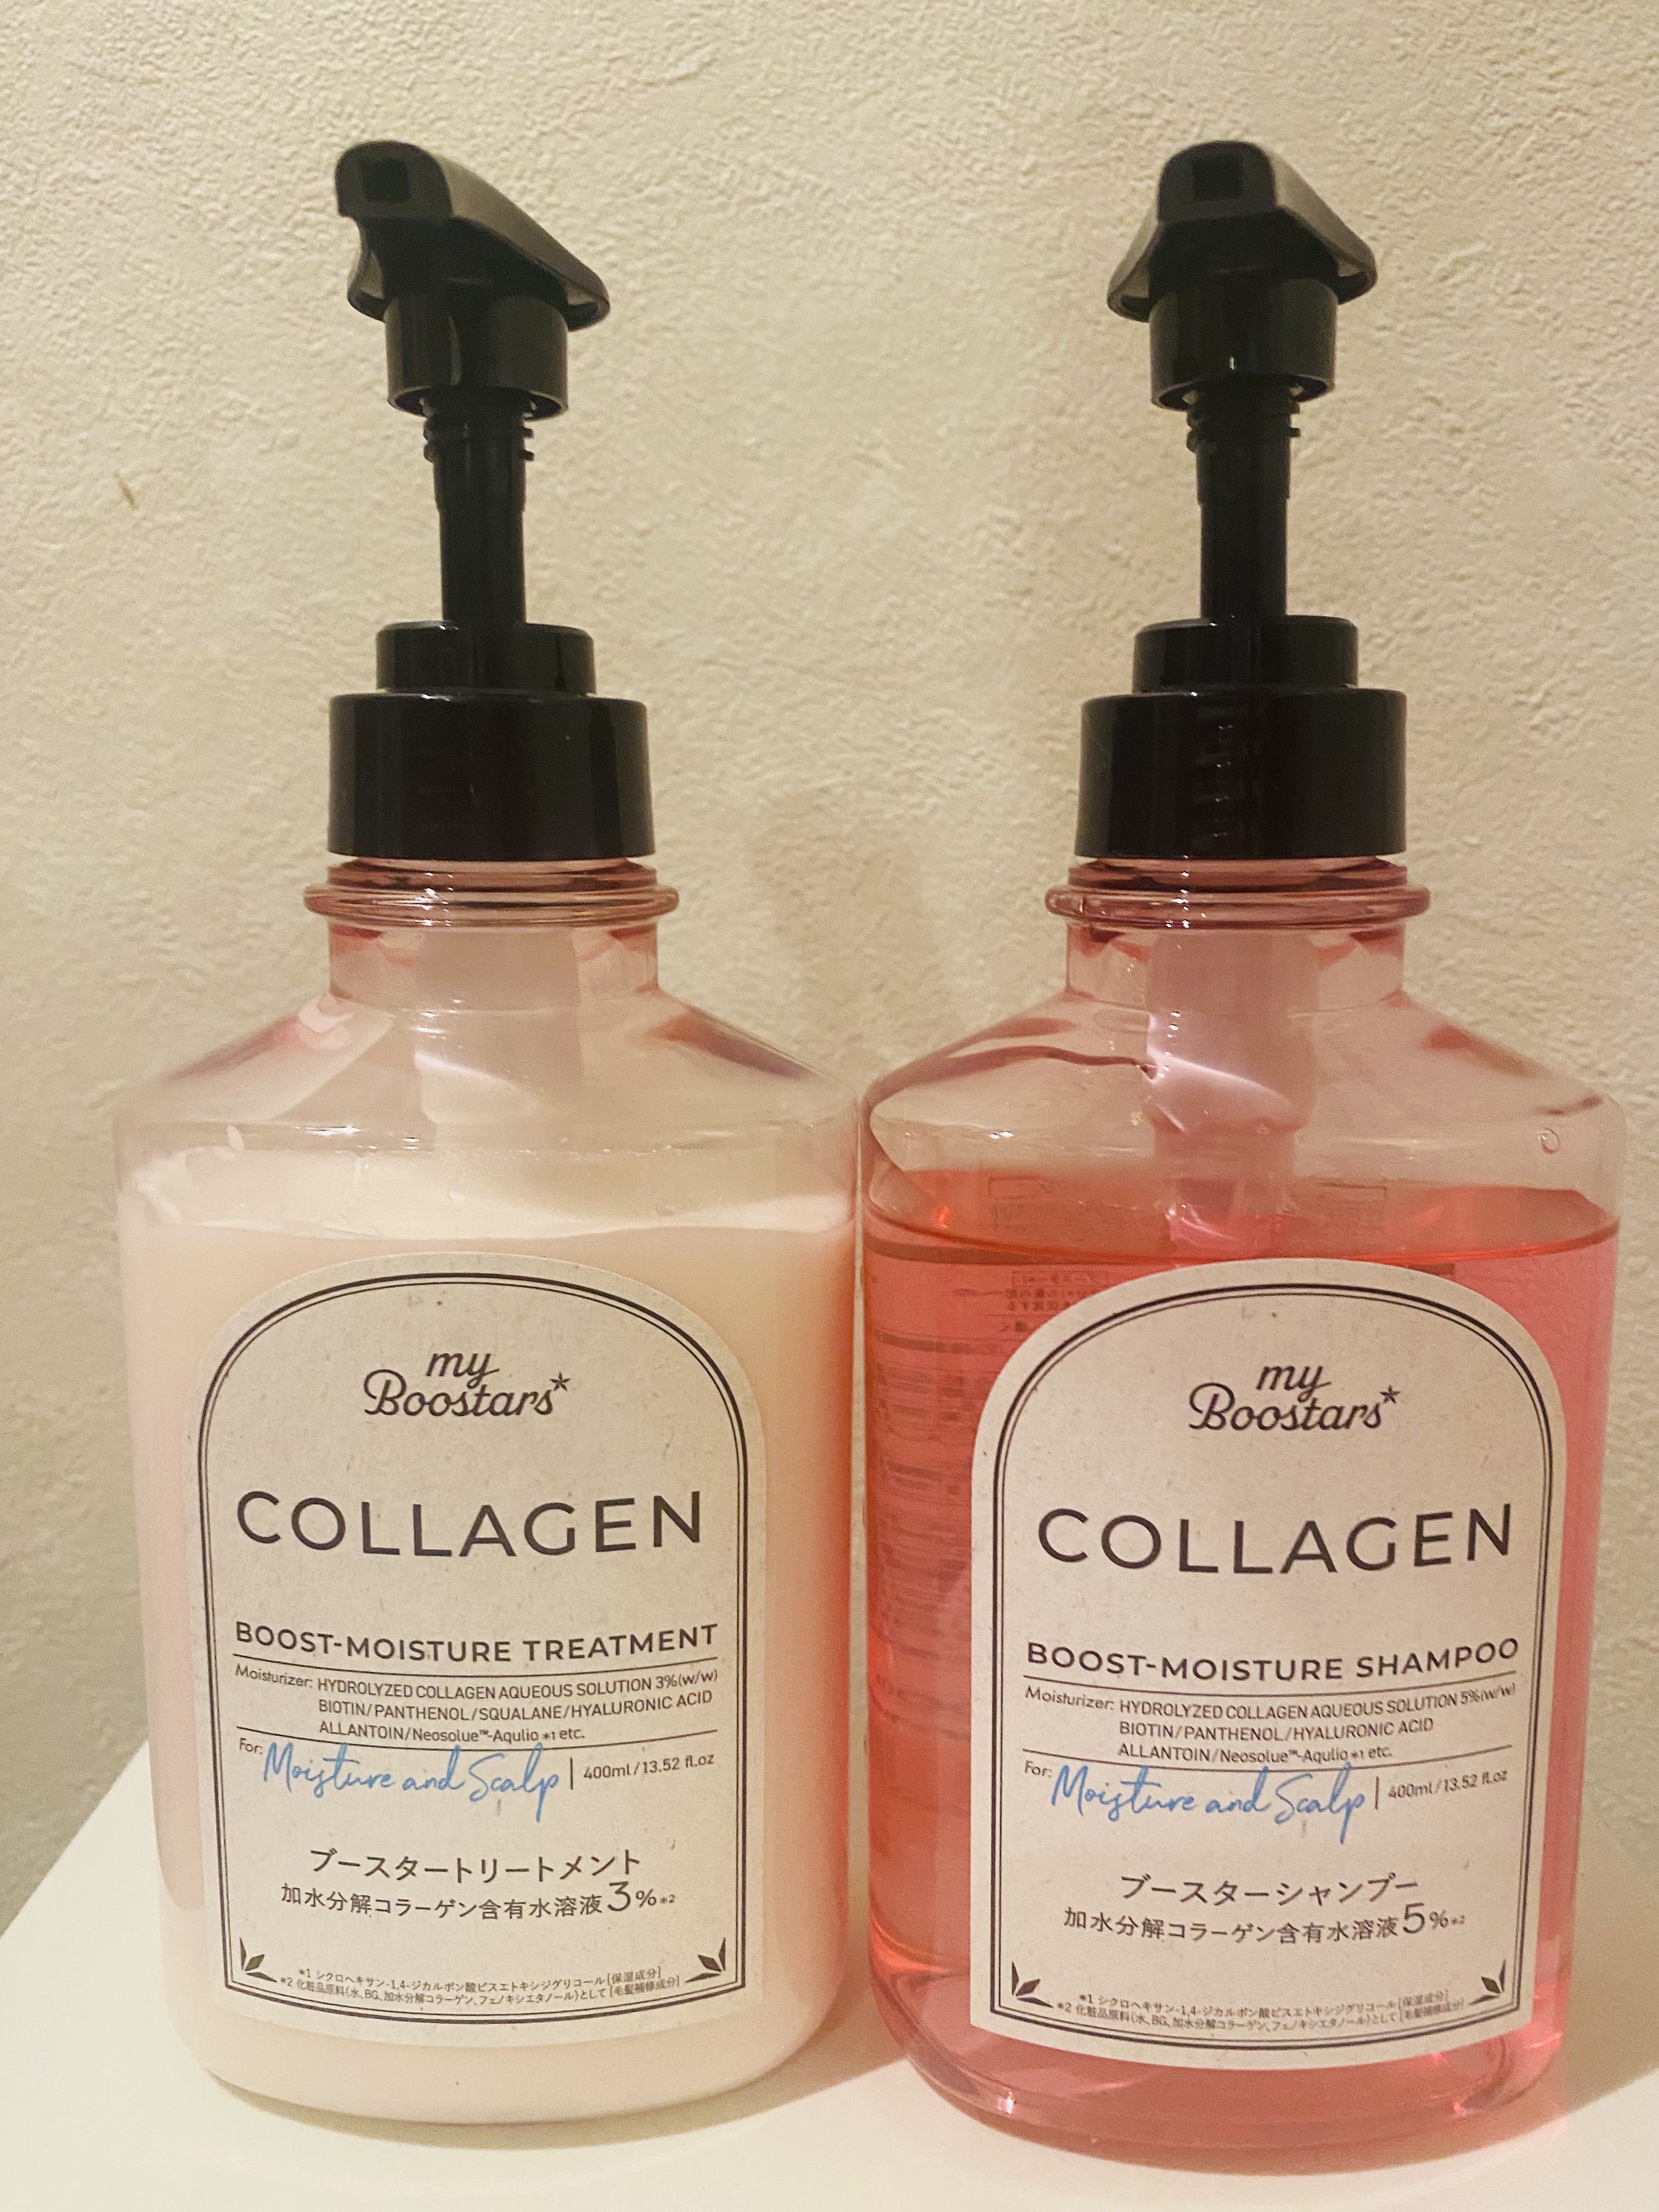 my
Boostars*
COLLAGEN
BOOST-MOISTURE TREATMENT
Moisturizer: HYDROLYZED COLLAGEN AQUEOUS SOLUTION 3%(w/w)
BIOTIN/PANTHENOL/SQUALANE/HYALURONIC ACID
ALLANTOIN/Neosolue™-Aqulio *1 etc.
For: Moisture and Scalp | 400ml/13.52 fl.oz
ブースタートリートメント
加水分解コラーゲン含有水溶液3%*2
*1 シクロヘキサン-1,4-ジカルボン酸ビスエトキシジグリコール[保湿成分]
*2 化粧品原料(水、BG、加水分解コラーゲン、フェノキシエタノール)として[毛髪補修成分]
my
Boostars*
COLLAGEN
BOOST-MOISTURE SHAMPOO
Moisturizer: HYDROLYZED COLLAGEN AQUEOUS SOLUTION 5%(w/w)
BIOTIN/PANTHENOL/HYALURONIC ACID
ALLANTOIN/Neosolue™-Aqulio *1 etc.
For: Moisture and Scalp | 400ml/13.52 fl.oz
ブースターシャンプー
加水分解コラーゲン含有水溶液5%*2
*1 シクロヘキサン-1,4-ジカルボン酸ビスエトキシジグリコール[保湿成分]
*2 化粧品原料(水、BG、加水分解コラーゲン、フェノキシエタノール)として[毛髪補修成分]